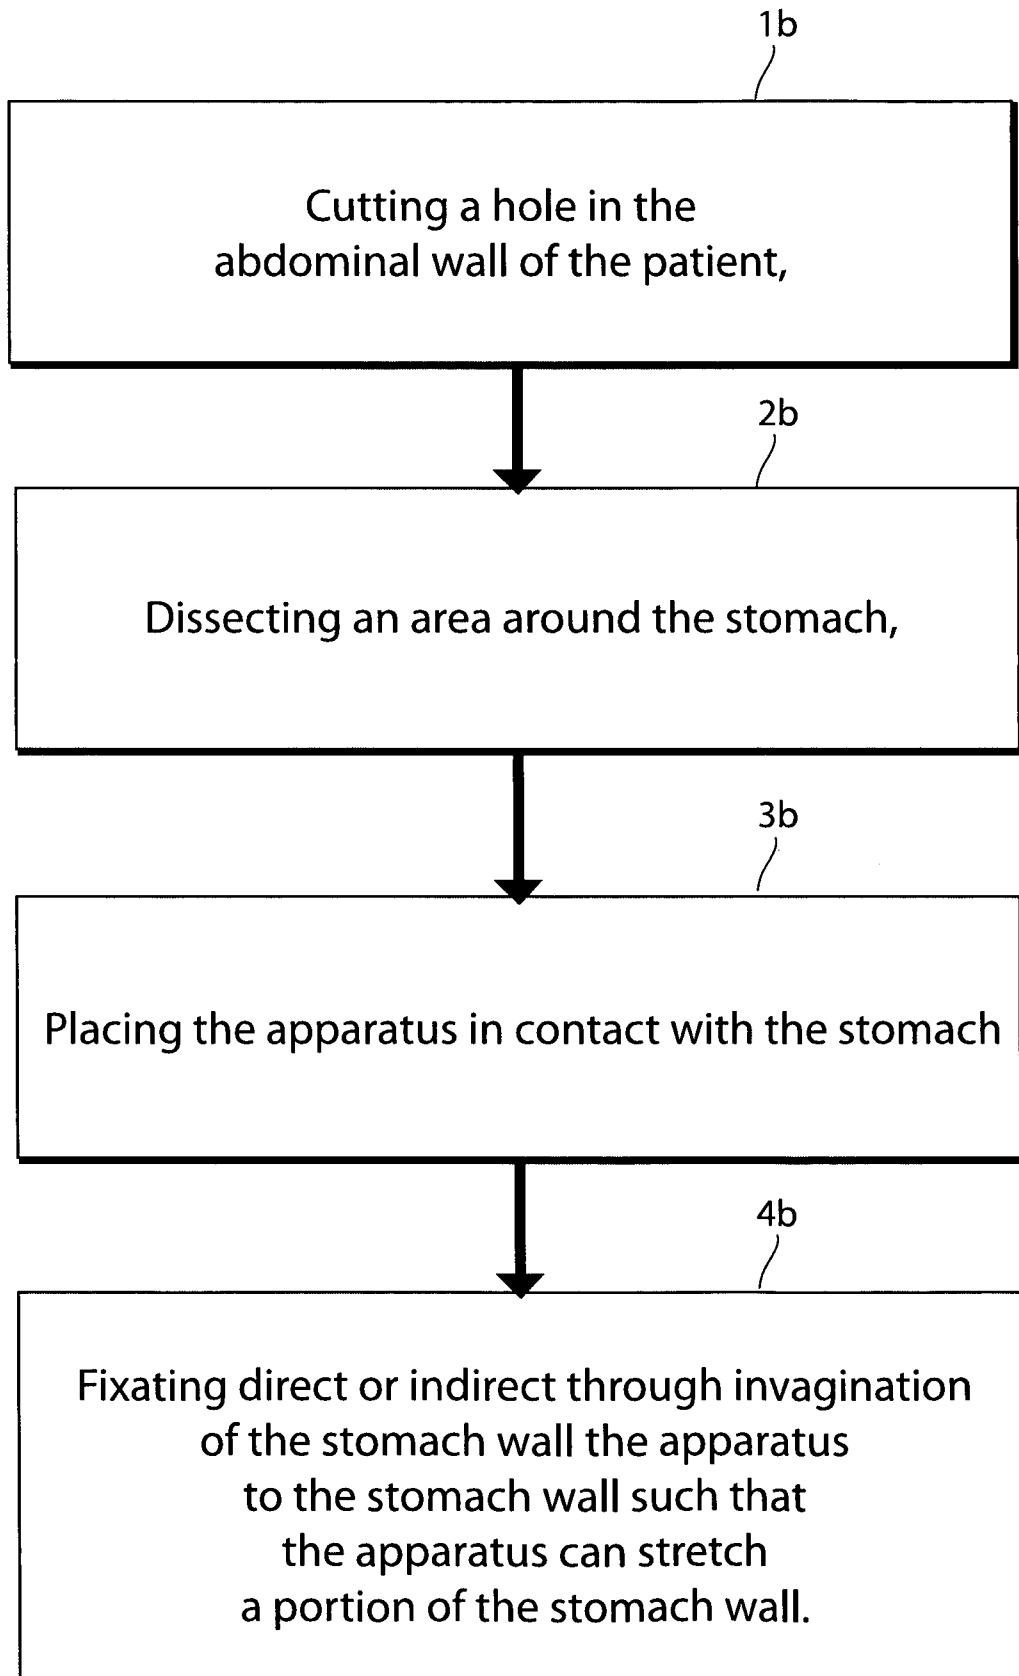 1b
Cutting a hole in the
abdominal wall of the patient,
2b
Dissecting an area around the stomach,
3b
Placing the apparatus in contact with the stomach
4b
Fixating direct or indirect through invagination
of the stomach wall the apparatus
to the stomach wall such that
the apparatus can stretch
a portion of the stomach wall.